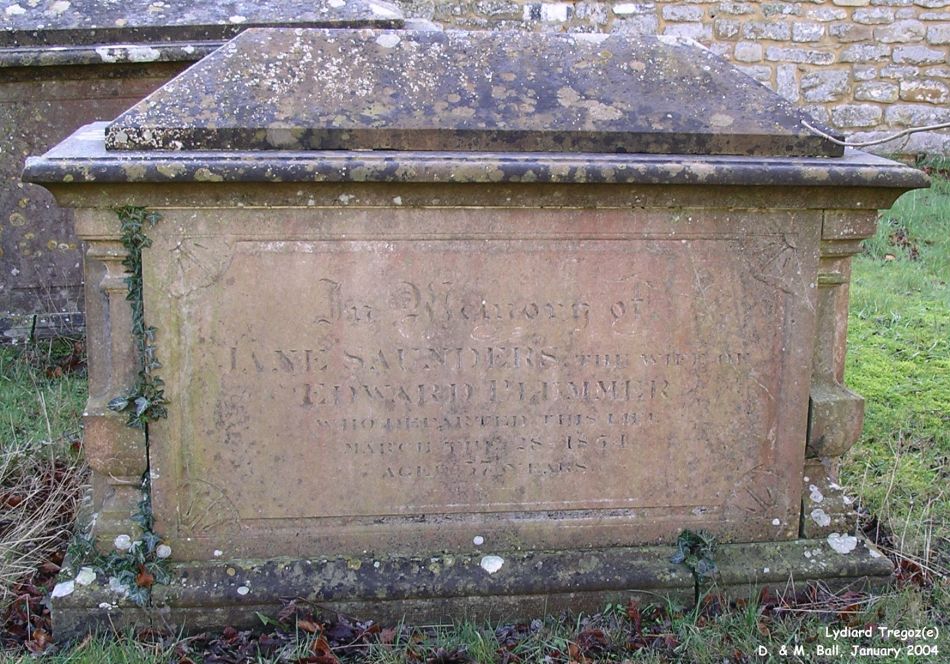 In Memory of
JANE SAUNDERS, THE WIFE OF
EDWARD PLUMMER
WHO DEPARTED THIS LIFE
MARCH THE 28
AGED 57 YEARS
Lydiard Tregoz(e)
D. & M. Ball, January 2004